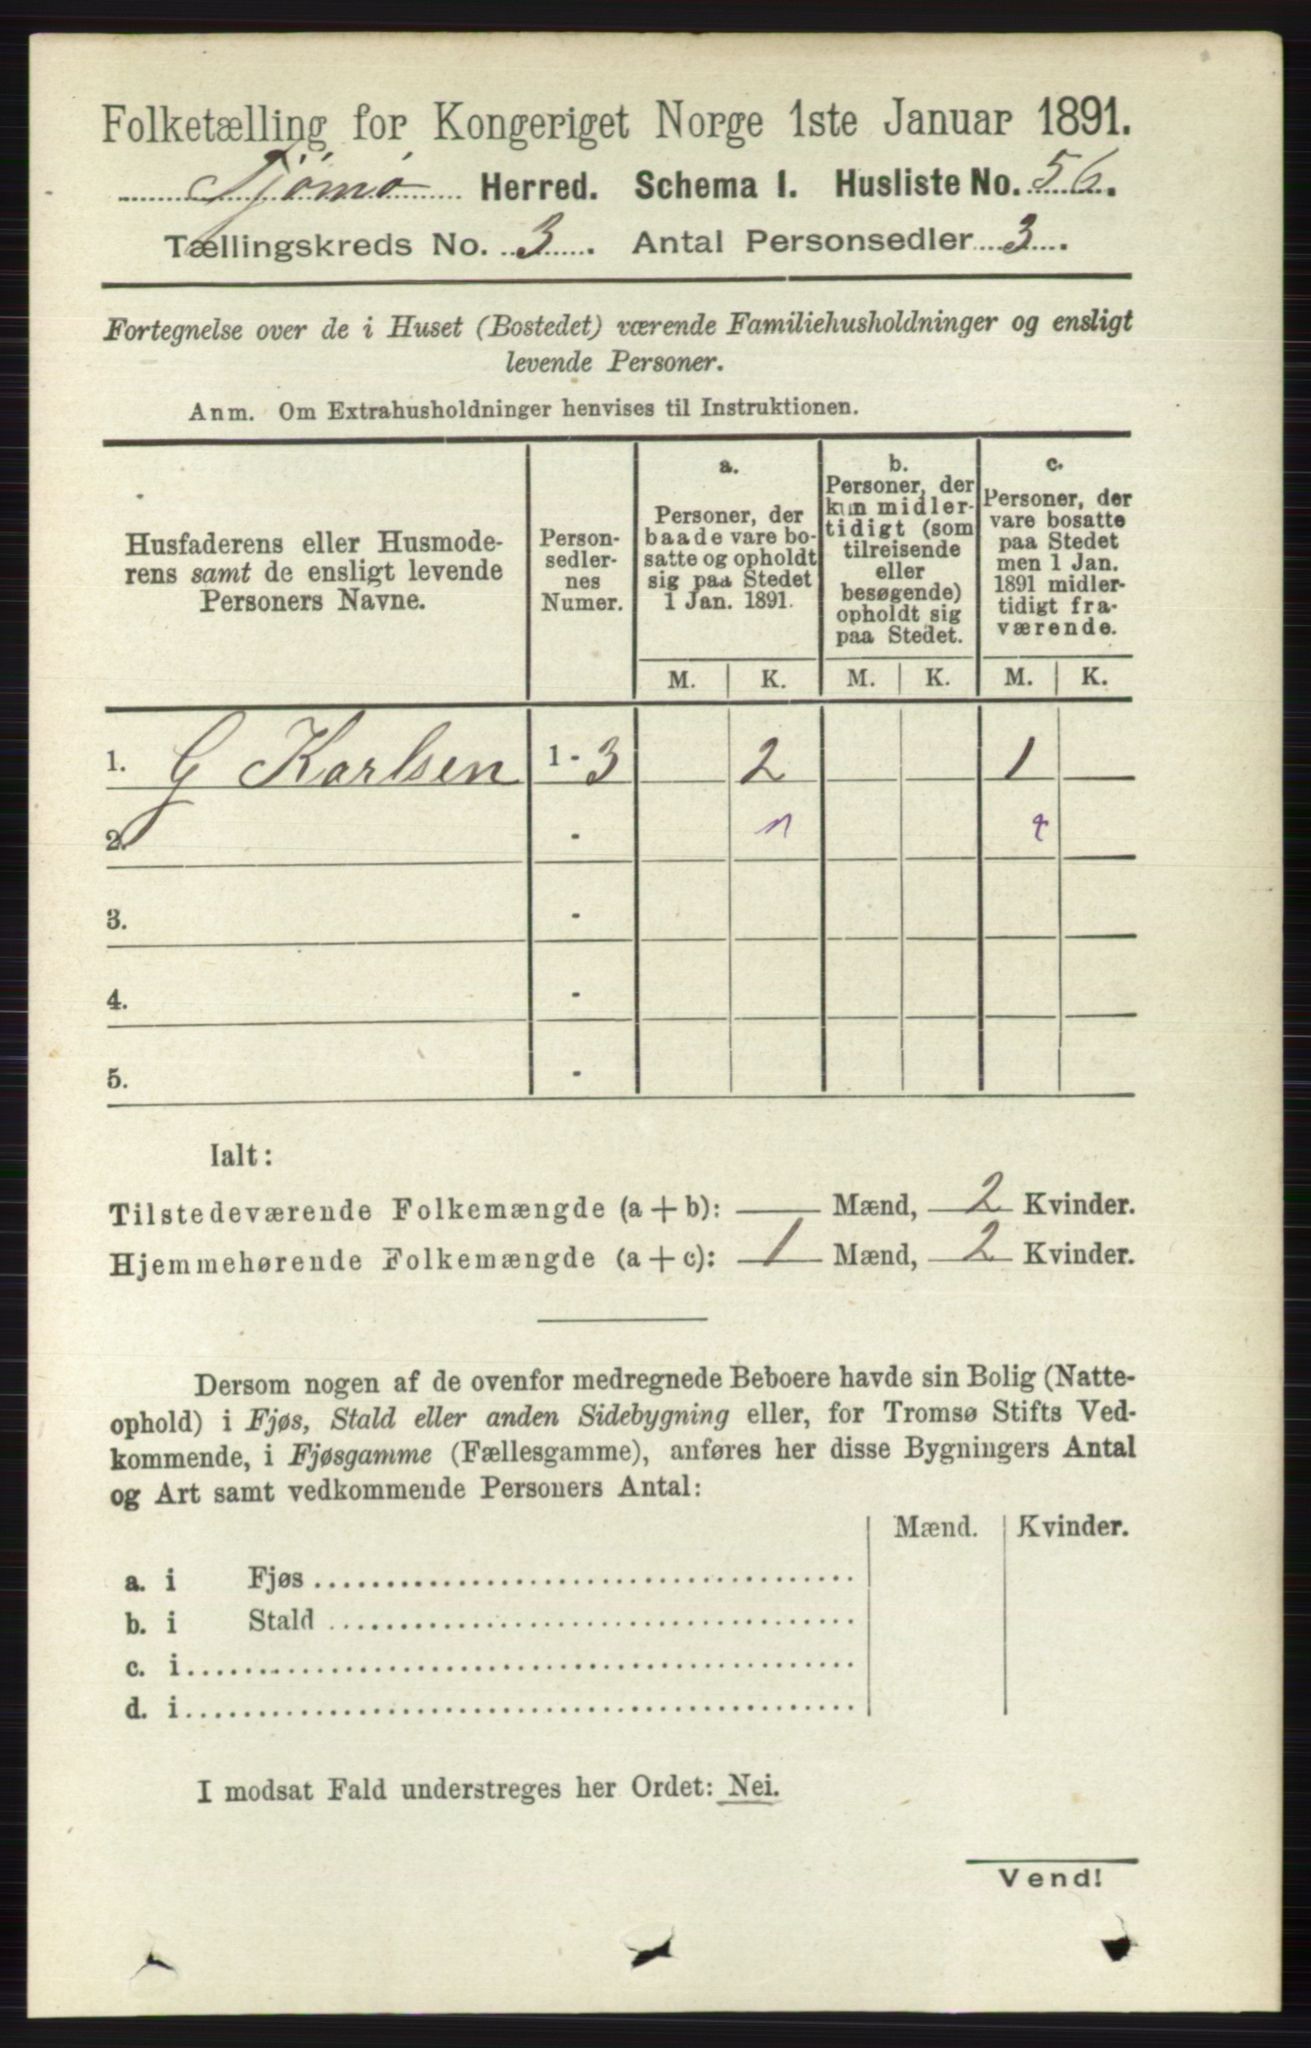 Folketælling for Kongeriget Norge 1ste Januar 1891.
Tjømø Herred. Schema I. Husliste No. 56.
Tællingskreds No. 3. Antal Personsedler 3.
Fortegnelse over de i Huset (Bostedet) værende Familiehusholdninger og ensligt
levende Personer.
Anm. Om Extrahusholdninger henvises til Instruktionen.
Husfaderens eller Husmode-
rens samt de ensligt levende
Personers Navne.
Person-
sedler-
nes
Numer.
a.
Personer, der
baade vare bo-
satte og opholdt
sig paa Stedet
1 Jan. 1891.
b.
Personer, der
kun midler-
tidigt (som
tilreisende
eller
besøgende)
opholdt sig
paa Stedet.
c.
Personer, der
vare bosatte
paa Stedet
men 1 Jan.
1891 midler-
tidigt fra-
værende.
M. K. M. K. M. K.
1. G Karlsen 1 - 3 2 1
2. -
3. -
4. -
5. -
Ialt:
Tilstedeværende Folkemængde (a + b): — Mænd, 2 Kvinder.
Hjemmehørende Folkemængde (a + c): 1 Mænd, 2 Kvinder.
Dersom nogen af de ovenfor medregnede Beboere havde sin Bolig (Natte-
ophold) i Fjøs, Stald eller anden Sidebygning eller, for Tromsø Stifts Ved-
kommende, i Fjøsgamme (Fællesgamme), anføres her disse Bygningers Antal
og Art samt vedkommende Personers Antal:
Mænd. Kvinder.
a. i Fjøs
b. i Stald
c. i
d. i
I modsat Fald understreges her Ordet: Nei.
Vend!